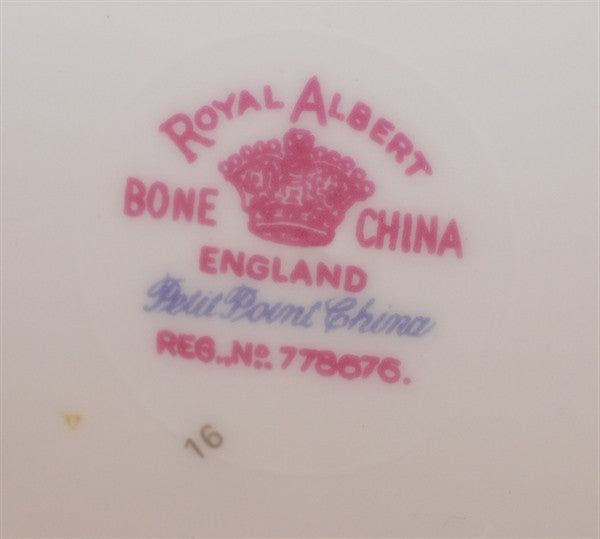 ROYAL ALBERT
BONE CHINA
ENGLAND
Petit Point China
REG., No: 778676.
16